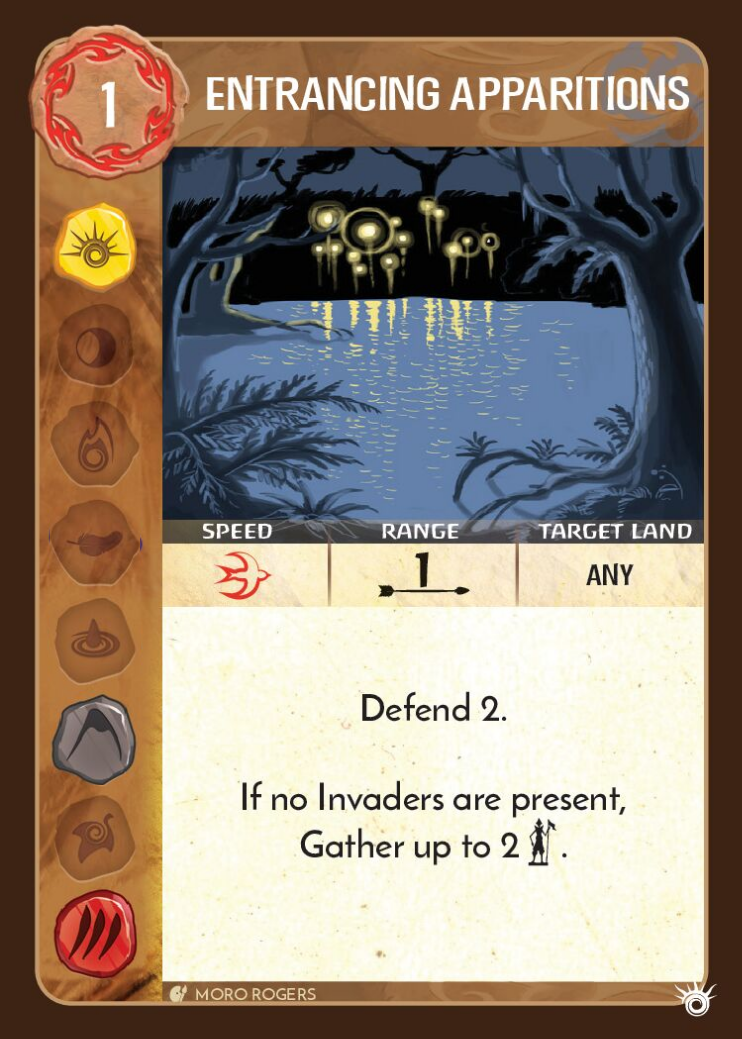 1
ENTRANCING APPARITIONS
SPEED RANGE TARGET LAND
1 ANY
Defend 2.
If no Invaders are present,
Gather up to 2 .
MORO ROGERS